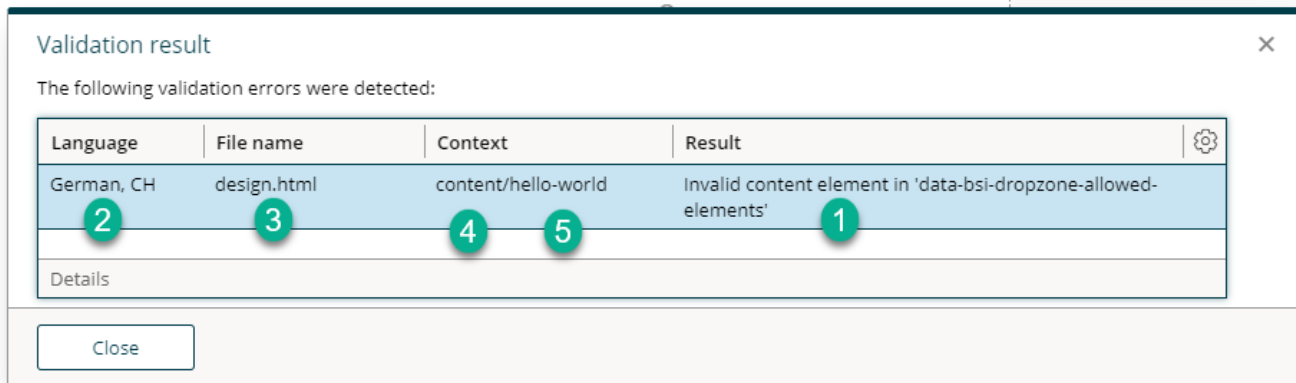 Validation result
The following validation errors were detected:
Language File name Context Result
German, CH design.html content/hello-world Invalid content element in 'data-bsi-dropzone-allowed-
elements'
2 3 4 5 1
Details
Close